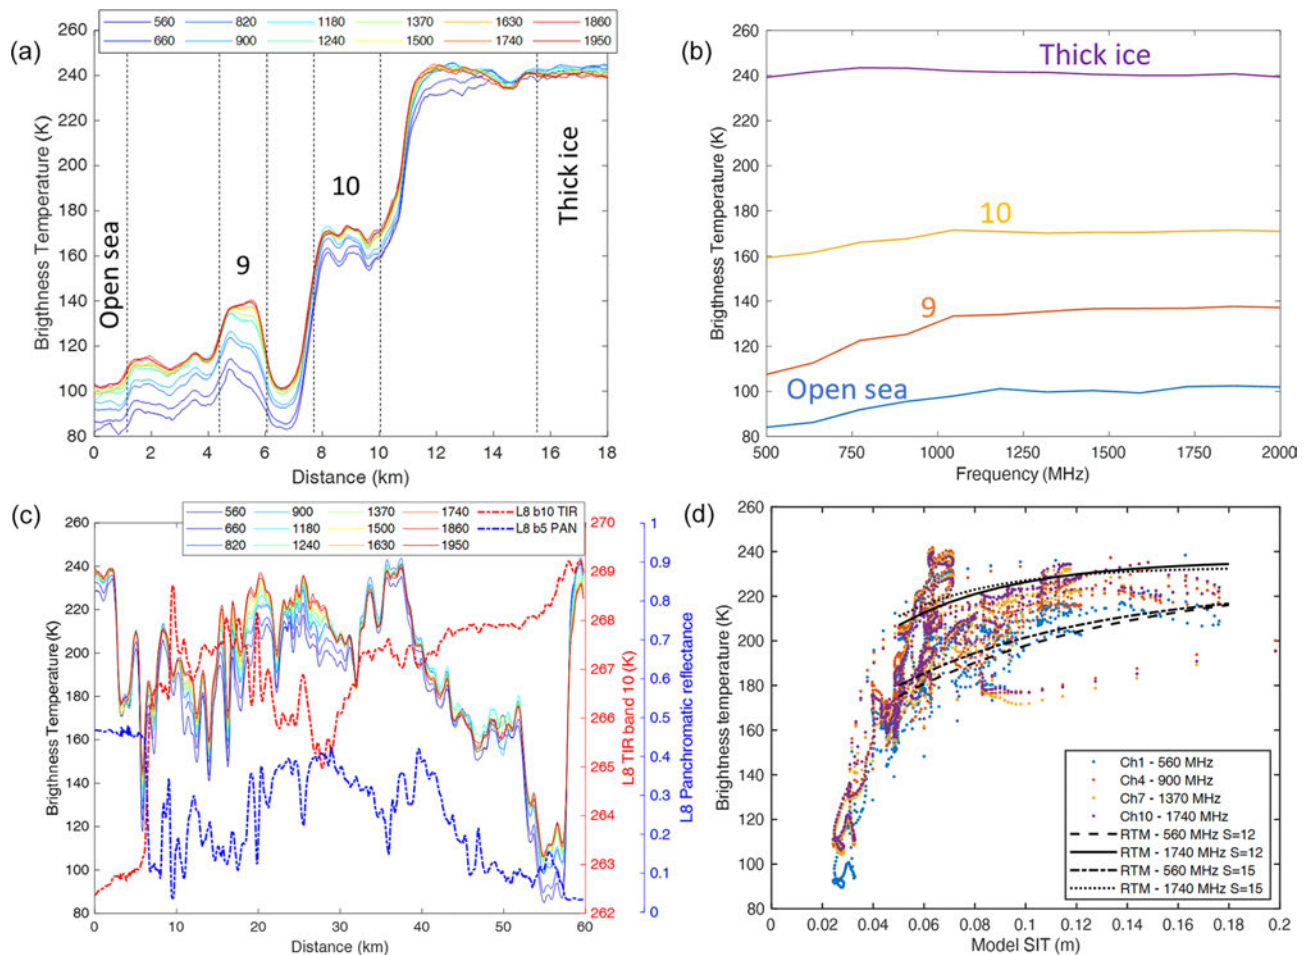 (a)
560 820 1180 1370 1630 1860
660 900 1240 1500 1740 1950
260
240
220
200
180
160
140
120
100
80
Brigthness Temperature (K)
Open sea
9
10
Thick ice
0 2 4 6 8 10 12 14 16 18
Distance (km)
(b)
260
240
220
200
180
160
140
120
100
80
Brigthness Temperature (K)
Thick ice
10
9
Open sea
500 750 1000 1250 1500 1750 2000
Frequency (MHz)
(c)
560 900 1370 1740 L8 b10 TIR
660 1180 1500 1860 L8 b5 PAN
820 1240 1630 1950
260
240
220
200
180
160
140
120
100
80
Brigthness Temperature (K)
270
269
268
267
266
265
264
263
262
L8 TIR band 10 (K)
1
0.9
0.8
0.7
0.6
0.5
0.4
0.3
0.2
0.1
0
L8 Panchromatic reflectance
0 10 20 30 40 50 60
Distance (km)
(d)
260
240
220
200
180
160
140
120
100
80
Brightness temperature (K)
Ch1 - 560 MHz
Ch4 - 900 MHz
Ch7 - 1370 MHz
Ch10 - 1740 MHz
RTM - 560 MHz S=12
RTM - 1740 MHz S=12
RTM - 560 MHz S=15
RTM - 1740 MHz S=15
0 0.02 0.04 0.06 0.08 0.1 0.12 0.14 0.16 0.18 0.2
Model SIT (m)